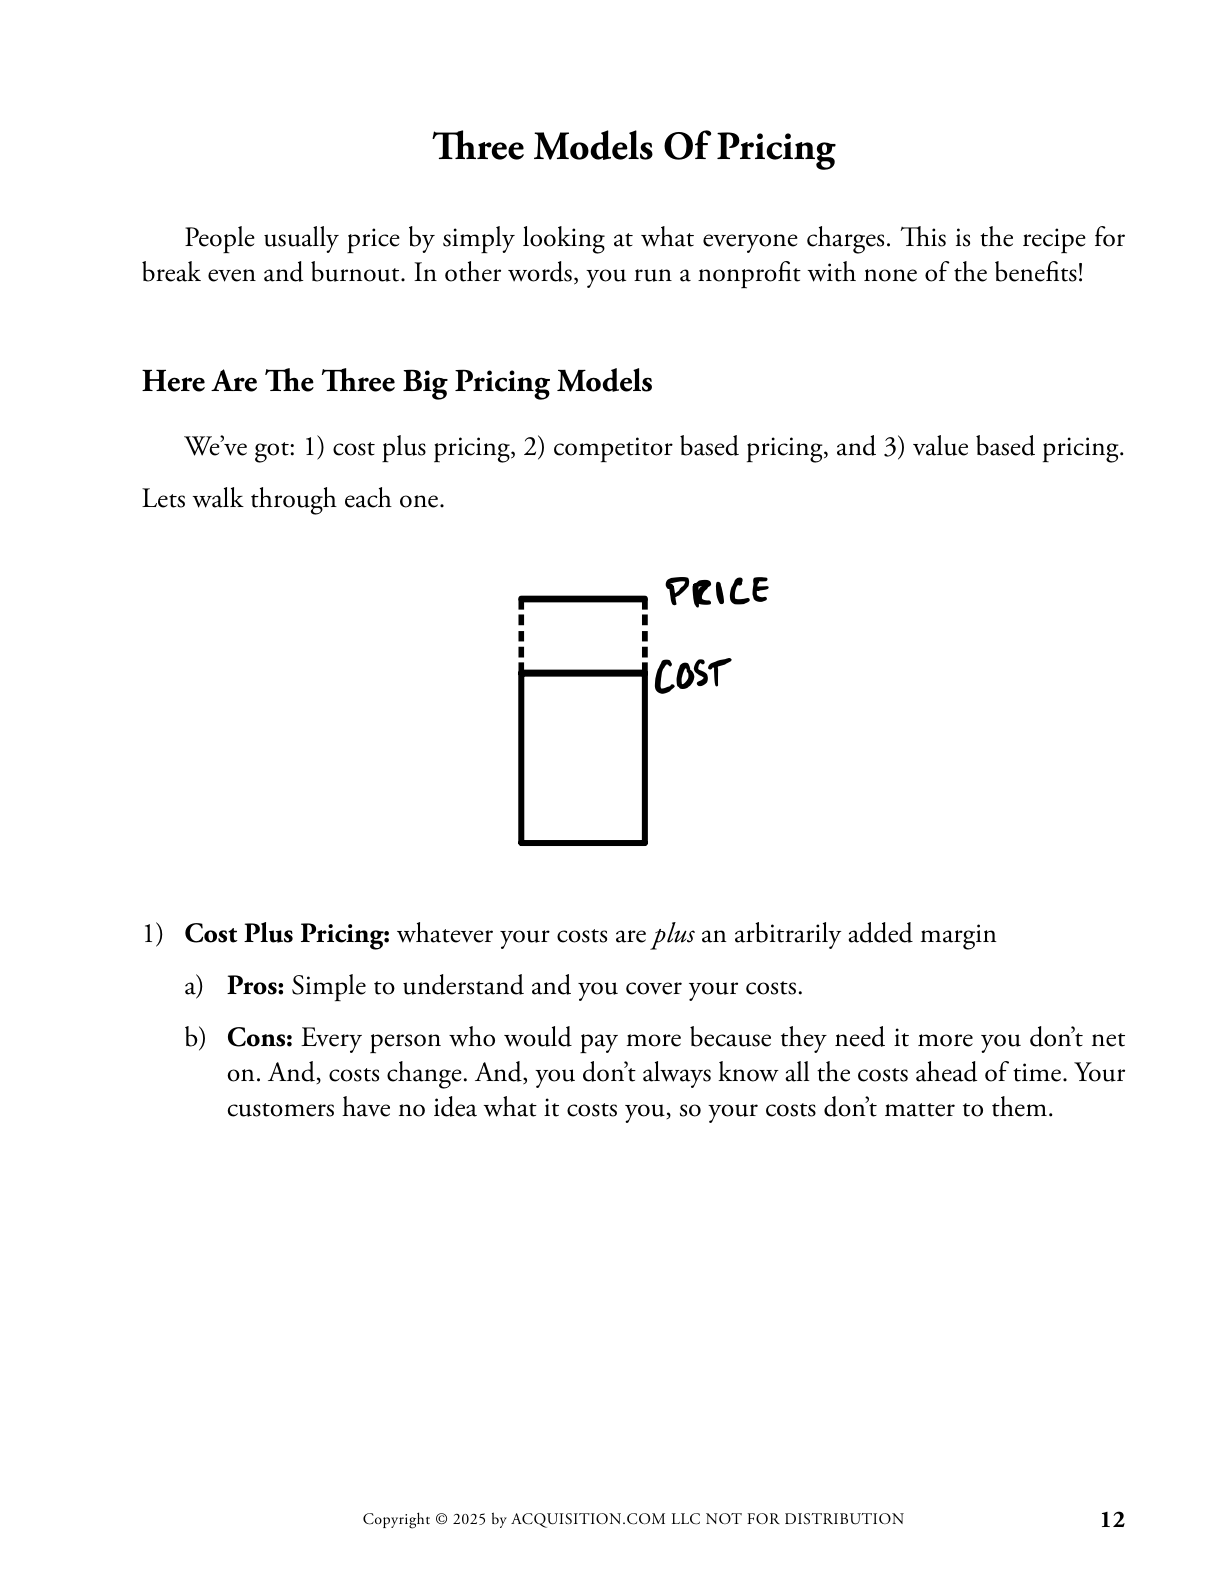 Three Models Of Pricing
People usually price by simply looking at what everyone charges. This is the recipe for
break even and burnout. In other words, you run a nonprofit with none of the benefits!
Here Are The Three Big Pricing Models
We’ve got: 1) cost plus pricing, 2) competitor based pricing, and 3) value based pricing.
Lets walk through each one.
PRICE
COST
1) Cost Plus Pricing: whatever your costs are plus an arbitrarily added margin
a) Pros: Simple to understand and you cover your costs.
b) Cons: Every person who would pay more because they need it more you don’t net
on. And, costs change. And, you don’t always know all the costs ahead of time. Your
customers have no idea what it costs you, so your costs don’t matter to them.
Copyright © 2025 by ACQUISITION.COM LLC NOT FOR DISTRIBUTION 12